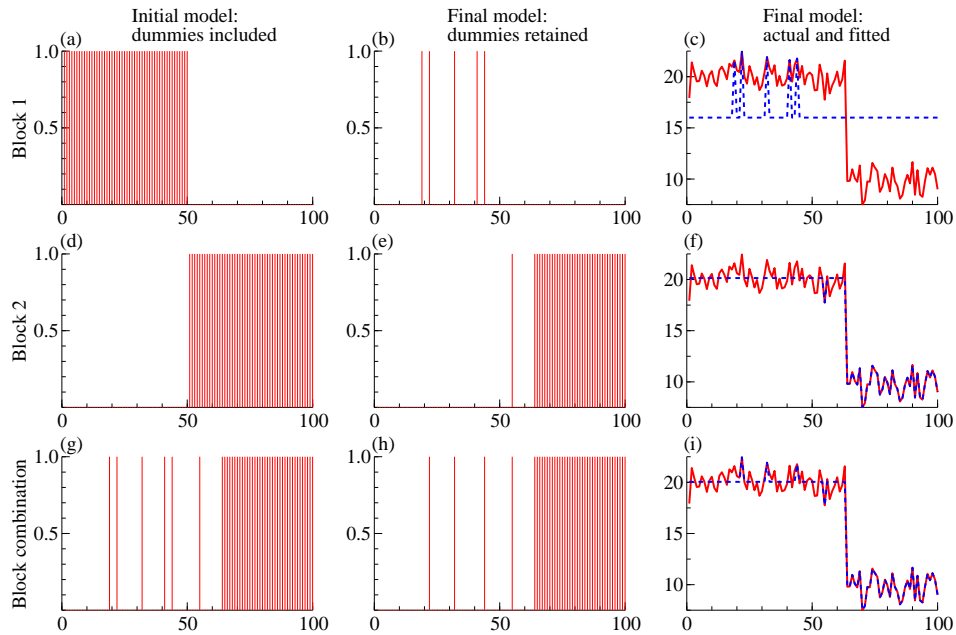 Initial model:
dummies included
Final model:
dummies retained
Final model:
actual and fitted
(a)
1.0
0.5
0 50 100
Block 1
(b)
1.0
0.5
0 50 100
(c)
20
15
10
0 50 100
(d)
1.0
0.5
0 50 100
Block 2
(e)
1.0
0.5
0 50 100
(f)
20
15
10
0 50 100
(g)
1.0
0.5
0 50 100
Block combination
(h)
1.0
0.5
0 50 100
(i)
20
15
10
0 50 100